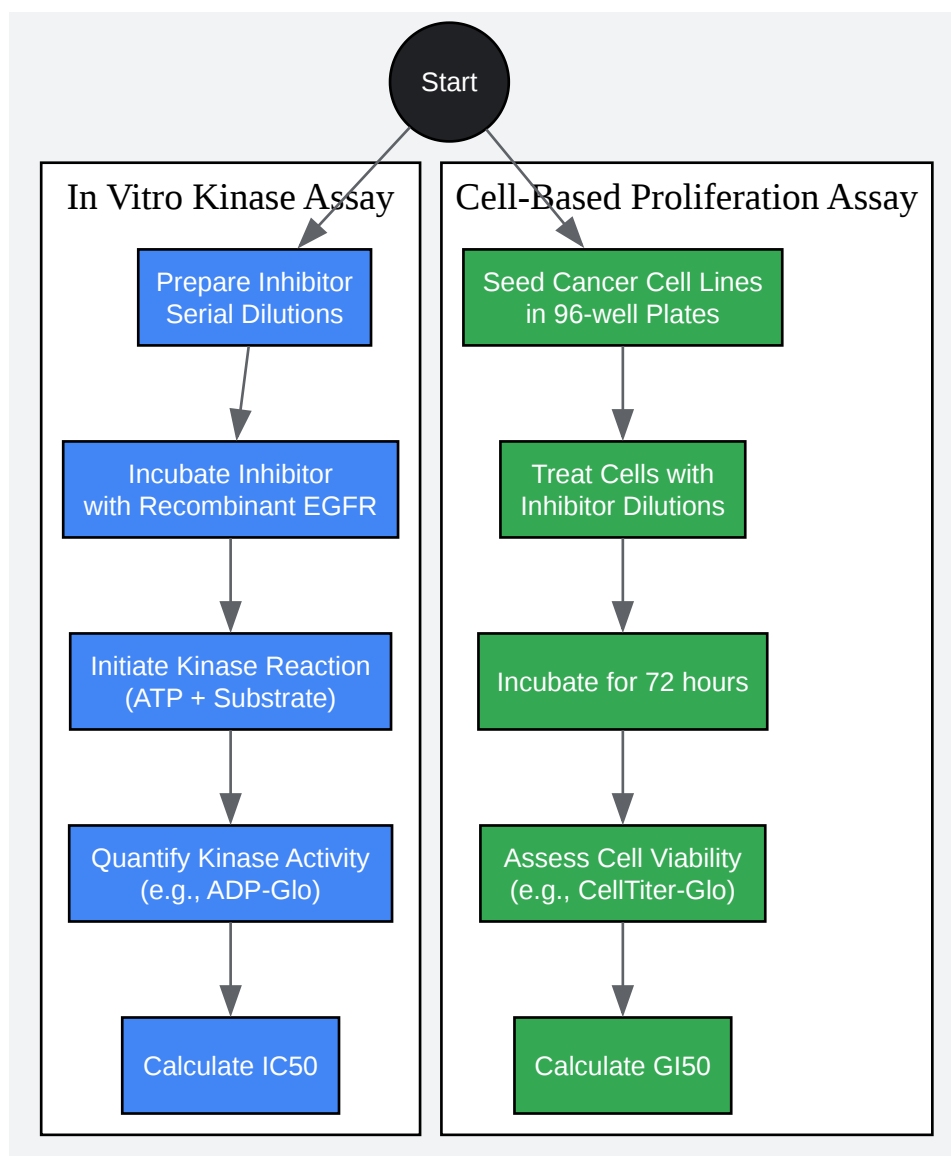 Start
In Vitro Kinase Assay
Prepare Inhibitor
Serial Dilutions
Incubate Inhibitor
with Recombinant EGFR
Initiate Kinase Reaction
(ATP + Substrate)
Quantify Kinase Activity
(e.g., ADP-Glo)
Calculate IC50
Cell-Based Proliferation Assay
Seed Cancer Cell Lines
in 96-well Plates
Treat Cells with
Inhibitor Dilutions
Incubate for 72 hours
Assess Cell Viability
(e.g., CellTiter-Glo)
Calculate GI50